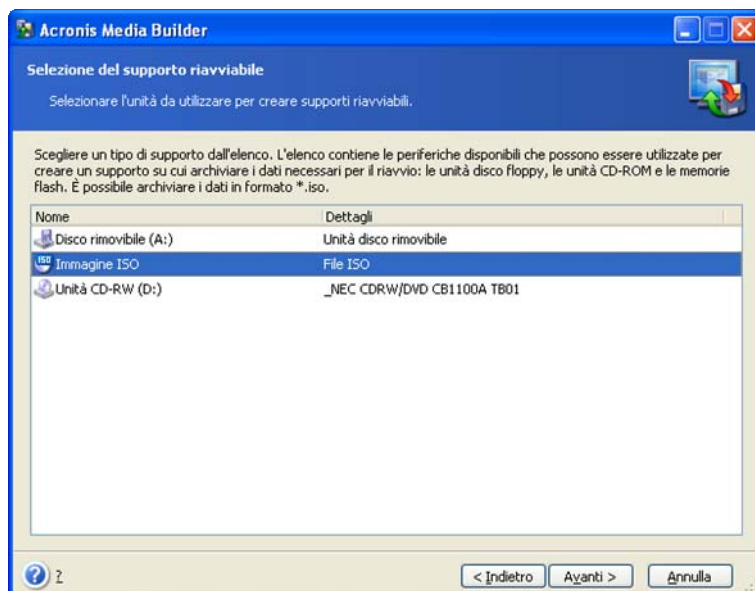 Acronis Media Builder
Selezione del supporto riavviabile
Selezionare l'unità da utilizzare per creare supporti riavviabili.
Scegliere un tipo di supporto dall'elenco. L'elenco contiene le periferiche disponibili che possono essere utilizzate per
creare un supporto su cui archiviare i dati necessari per il riavvio: le unità disco floppy, le unità CD-ROM e le memorie
flash. È possibile archiviare i dati in formato *.iso.
Nome Dettagli
Disco rimovibile (A:) Unità disco rimovibile
ISO Immagine ISO File ISO
Unità CD-RW (D:) _NEC CDRW/DVD CB1100A TB01
? ? < Indietro Avanti > Annulla